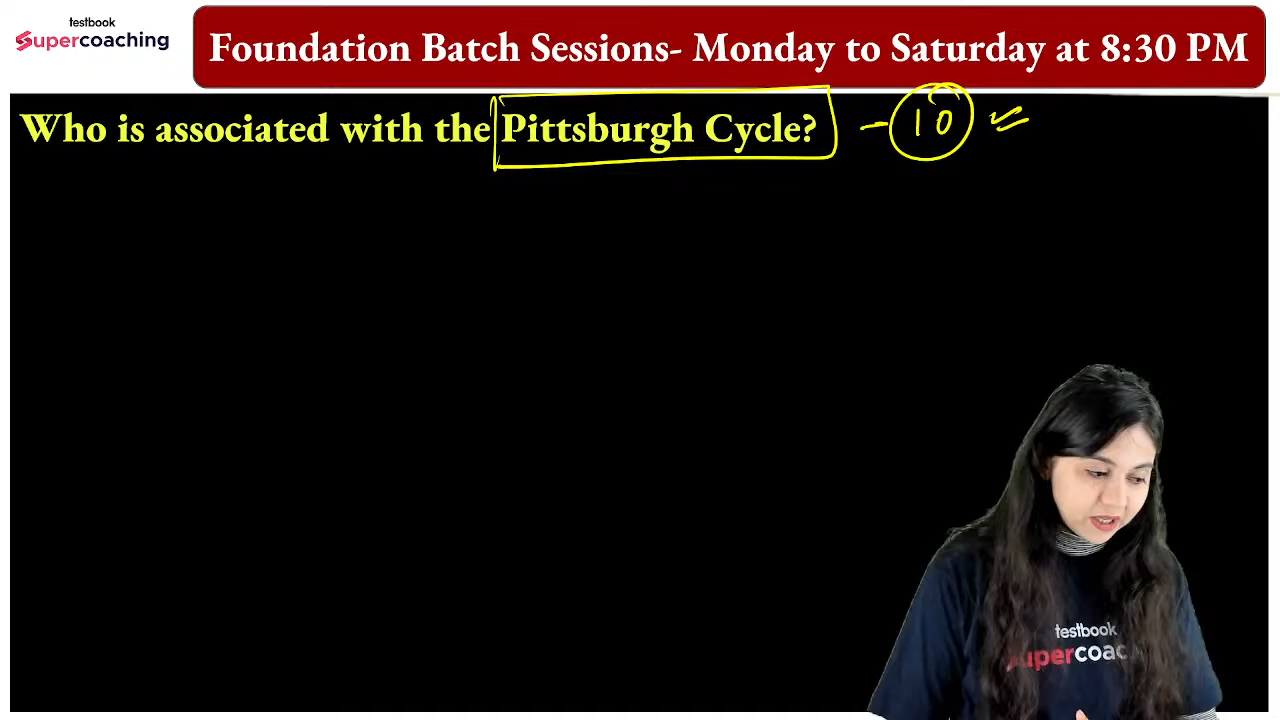 testbook
Supercoaching
Foundation Batch Sessions- Monday to Saturday at 8:30 PM
Who is associated with the Pittsburgh Cycle? - 10
testbook
supercoac